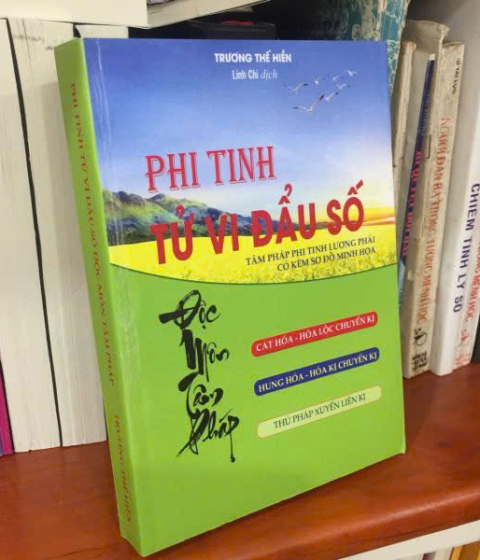 TRƯƠNG THẾ HIỀN
Linh Chi dịch
PHI TINH
TỬ VI ĐẨU SỐ
TÂM PHÁP PHI TINH LƯƠNG PHÁI
CÓ KÈM SƠ ĐỒ MINH HỌA
Độc
Môn
Tâm
Pháp
CÁT HÓA - HÓA LỘC CHUYỂN KỊ
HUNG HÓA - HÓA KỊ CHUYỂN KỊ
THỦ PHÁP XUYẾN LIÊN KỊ
PHI TINH TỬ VI ĐẨU SỐ ĐỘC MÔN TÂM PHÁP
TRƯƠNG THẾ HIỀN
CHIÊM TINH LÝ SỐ